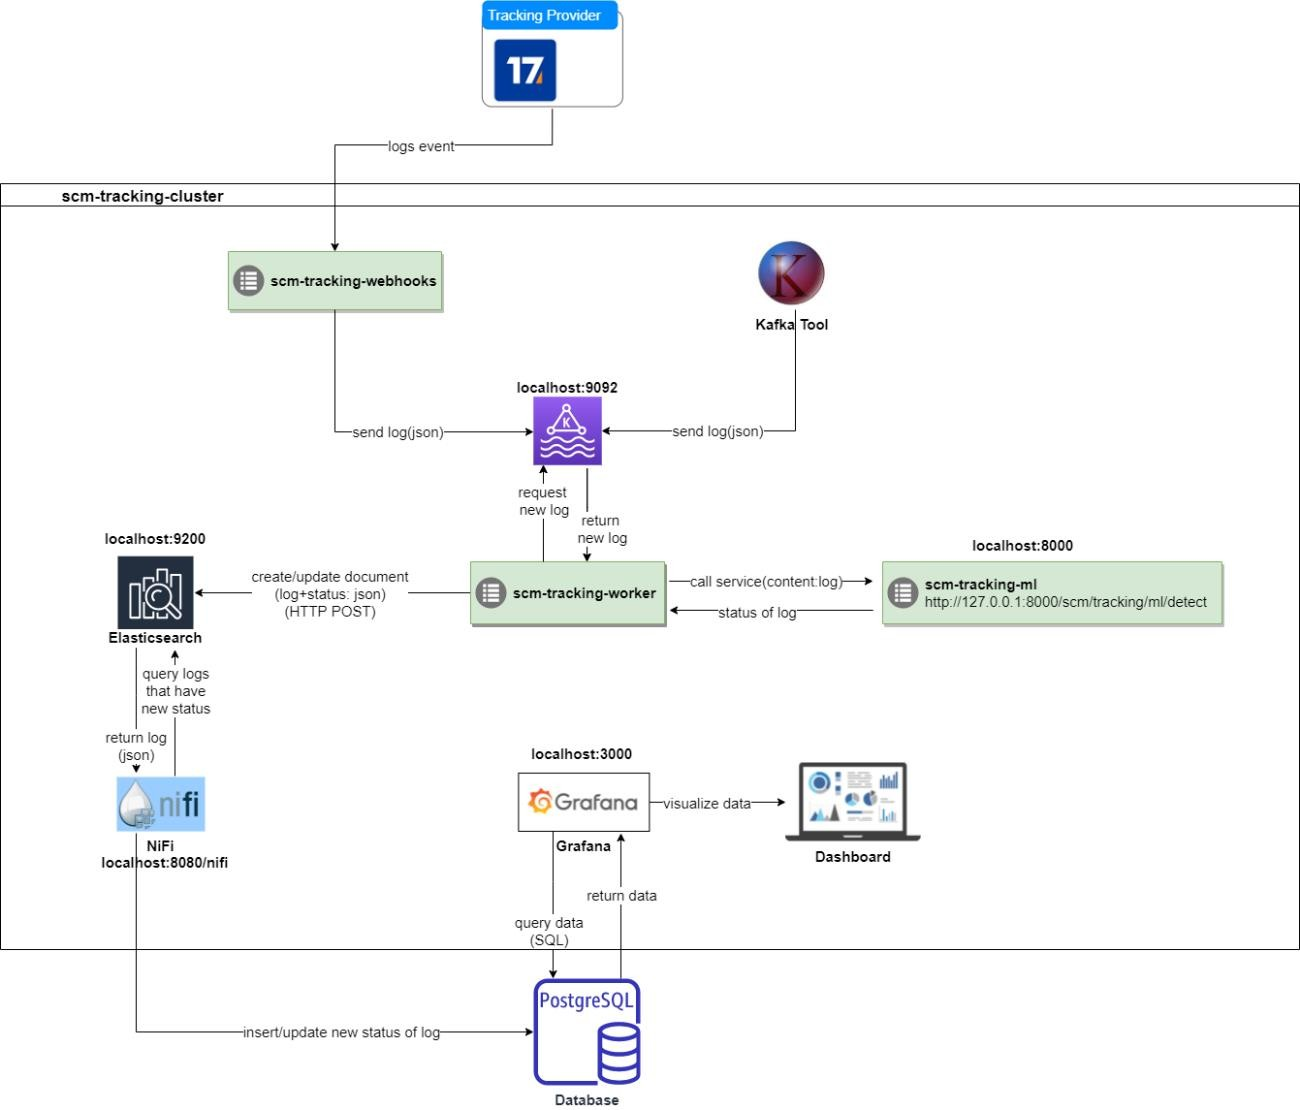 Tracking Provider
17
logs event
scm-tracking-cluster
scm-tracking-webhooks
K
Kafka Tool
localhost:9092
K
send log(json)
send log(json)
request
new log
return
new log
localhost:9200
localhost:8000
create/update document
(log+status: json)
(HTTP POST)
scm-tracking-worker
call service(content:log)
status of log
scm-tracking-ml
http://127.0.0.1:8000/scm/tracking/ml/detect
Elasticsearch
query logs
that have
new status
return log
(json)
nifi
NiFi
localhost:8080/nifi
localhost:3000
Grafana
Grafana
visualize data
Dashboard
return data
query data
(SQL)
PostgreSQL
insert/update new status of log
Database